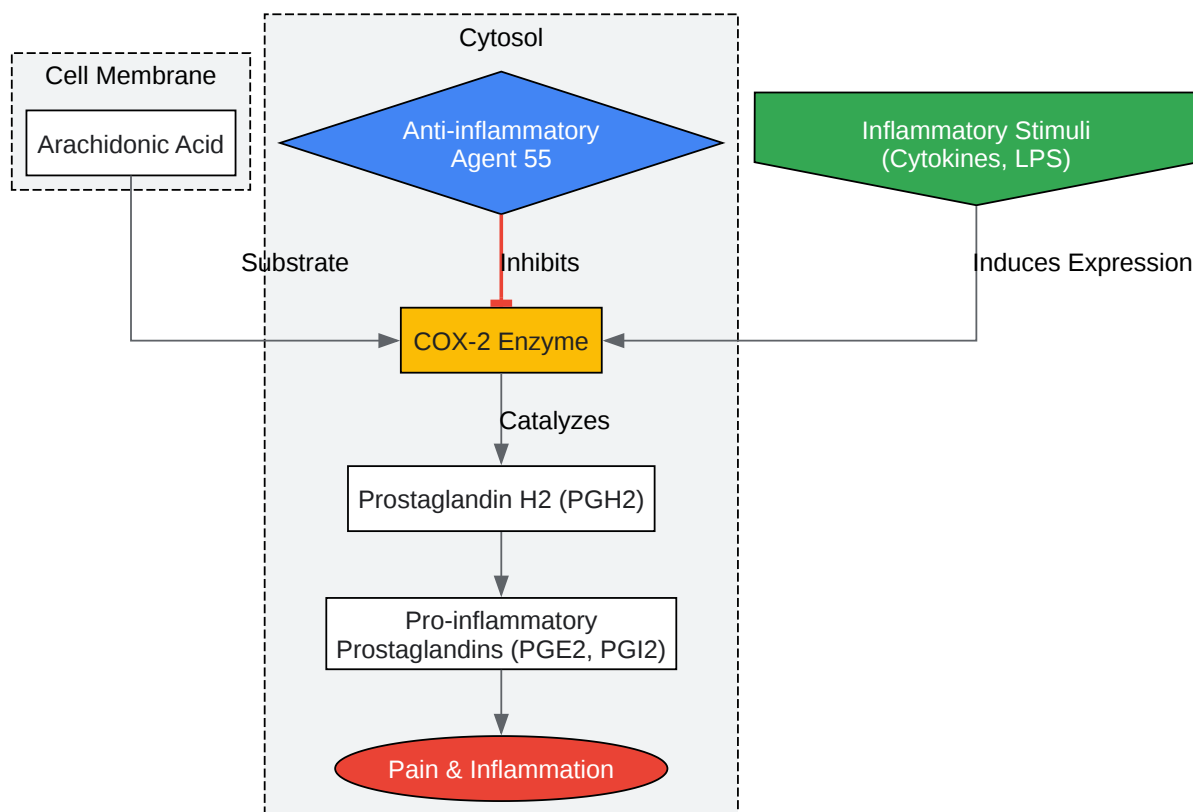 Cytosol
Cell Membrane
Arachidonic Acid
Anti-inflammatory
Agent 55
Inflammatory Stimuli
(Cytokines, LPS)
Substrate
Inhibits
Induces Expression
COX-2 Enzyme
Catalyzes
Prostaglandin H2 (PGH2)
Pro-inflammatory
Prostaglandins (PGE2, PGI2)
Pain & Inflammation